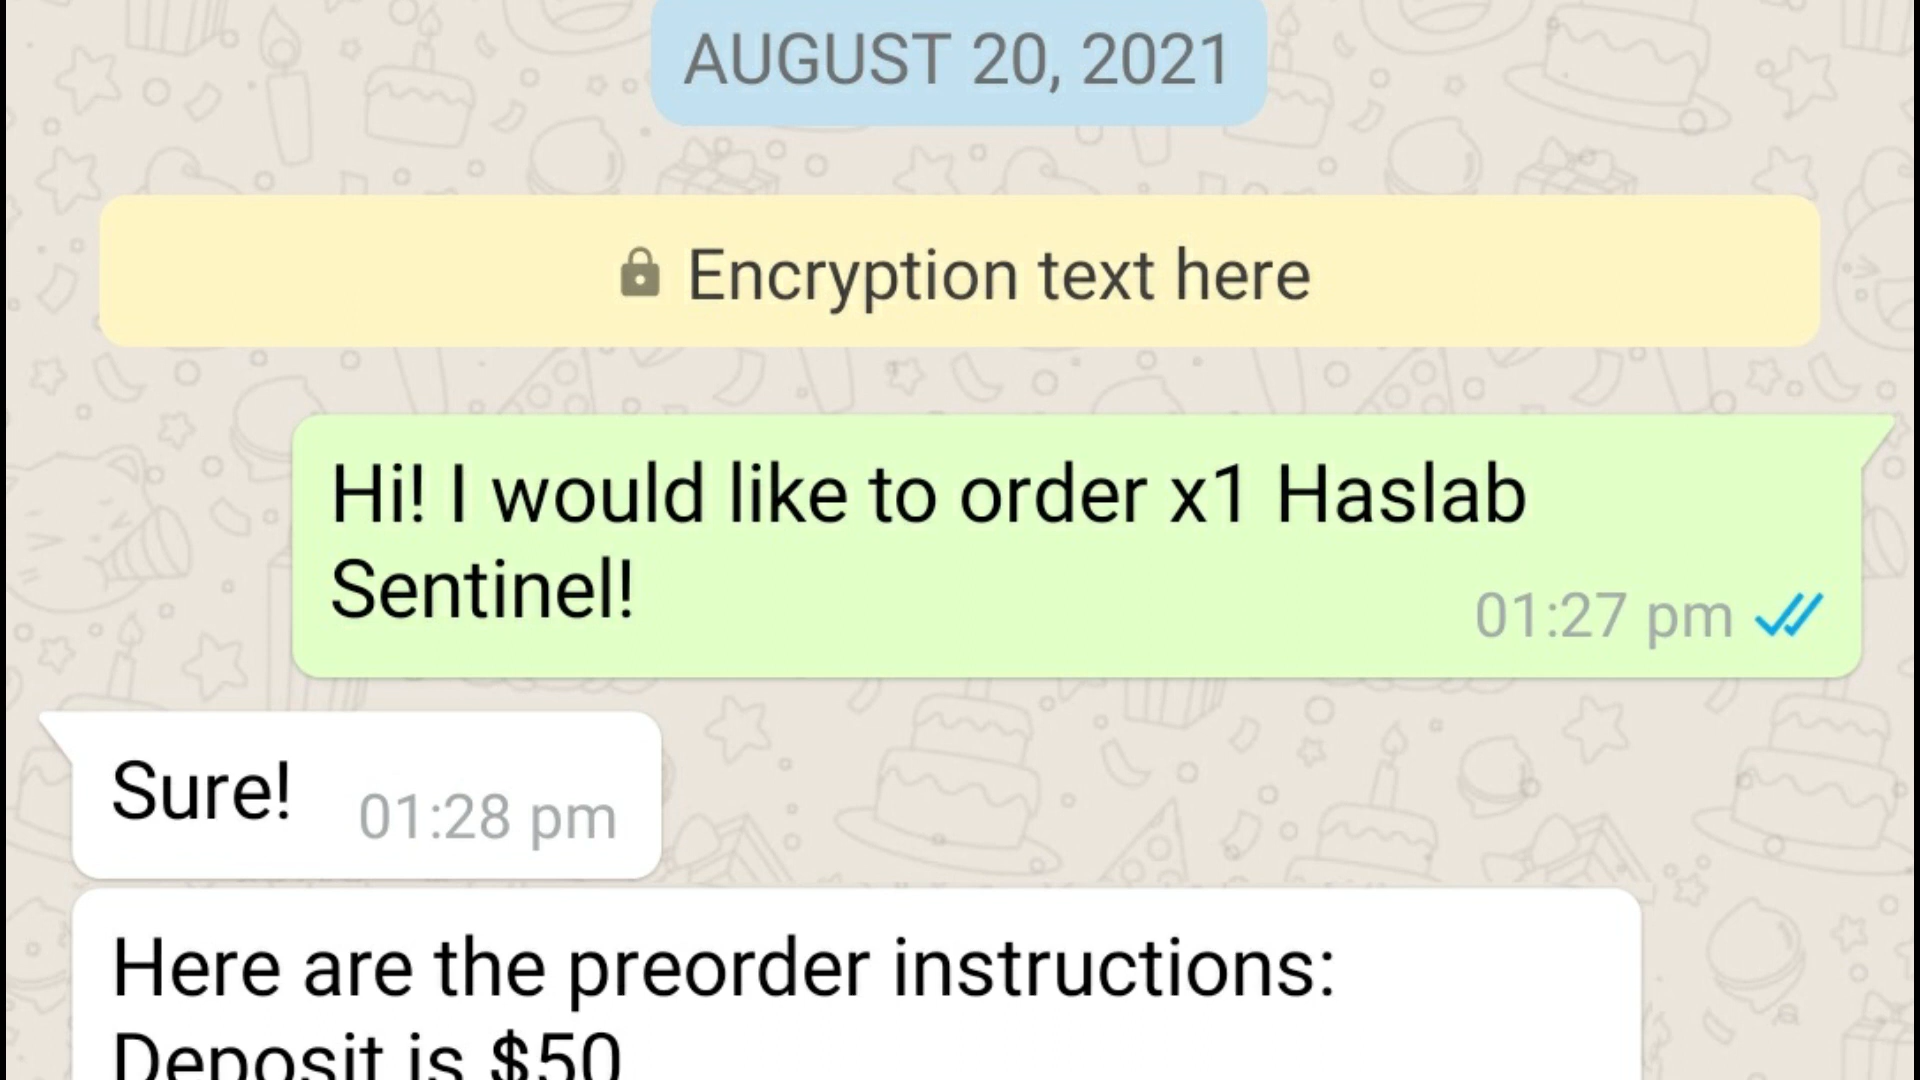 AUGUST 20, 2021
Encryption text here
Hi! I would like to order x1 Haslab
Sentinel!
01:27 pm
Sure!
01:28 pm
Here are the preorder instructions:
Deposit is $50